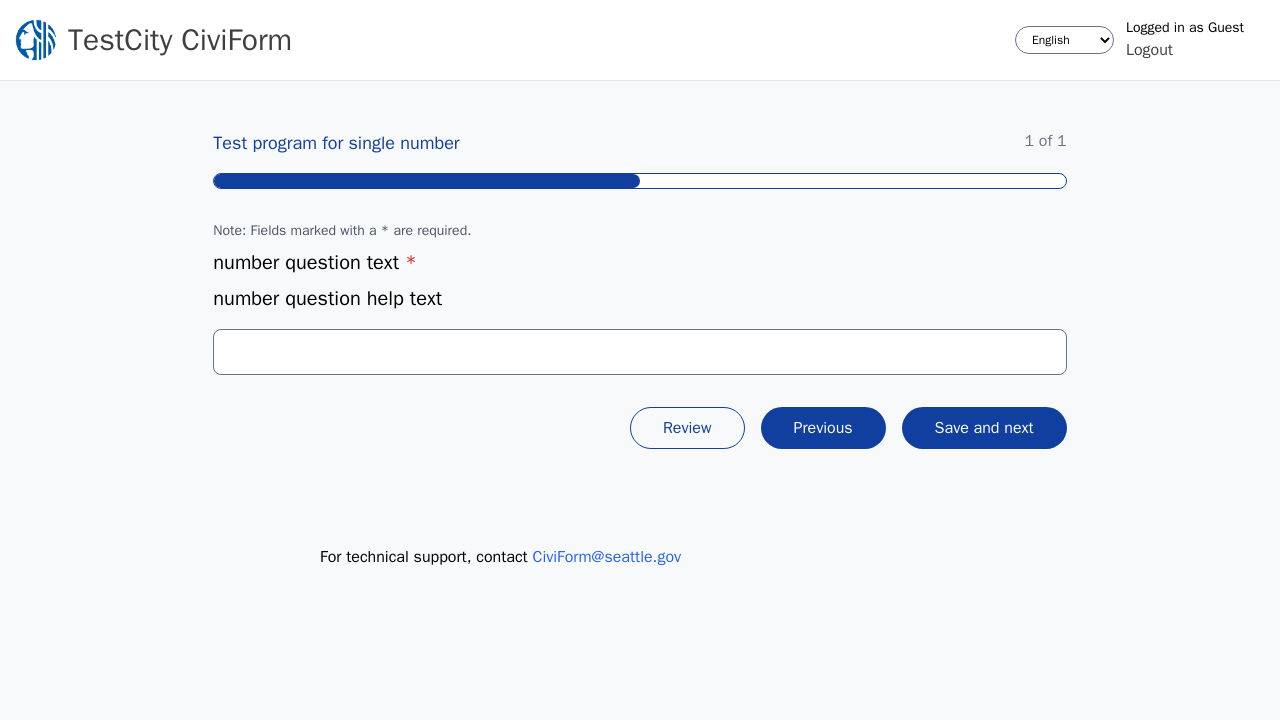 TestCity CiviForm
English
Logged in as Guest
Logout
Test program for single number
1 of 1
Note: Fields marked with a * are required.
number question text *
number question help text
Review
Previous
Save and next
For technical support, contact CiviForm@seattle.gov